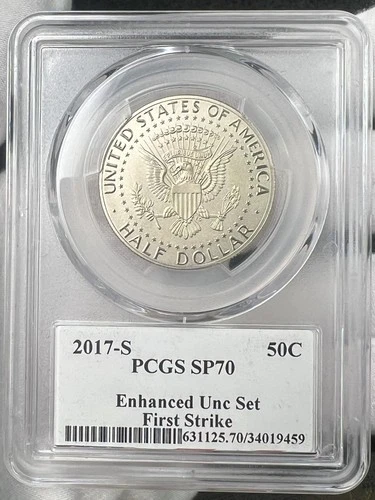 UNITED STATES OF AMERICA
HALF DOLLAR
2017-S 50C
PCGS SP70
Enhanced Unc Set
First Strike
631125.70/34019459